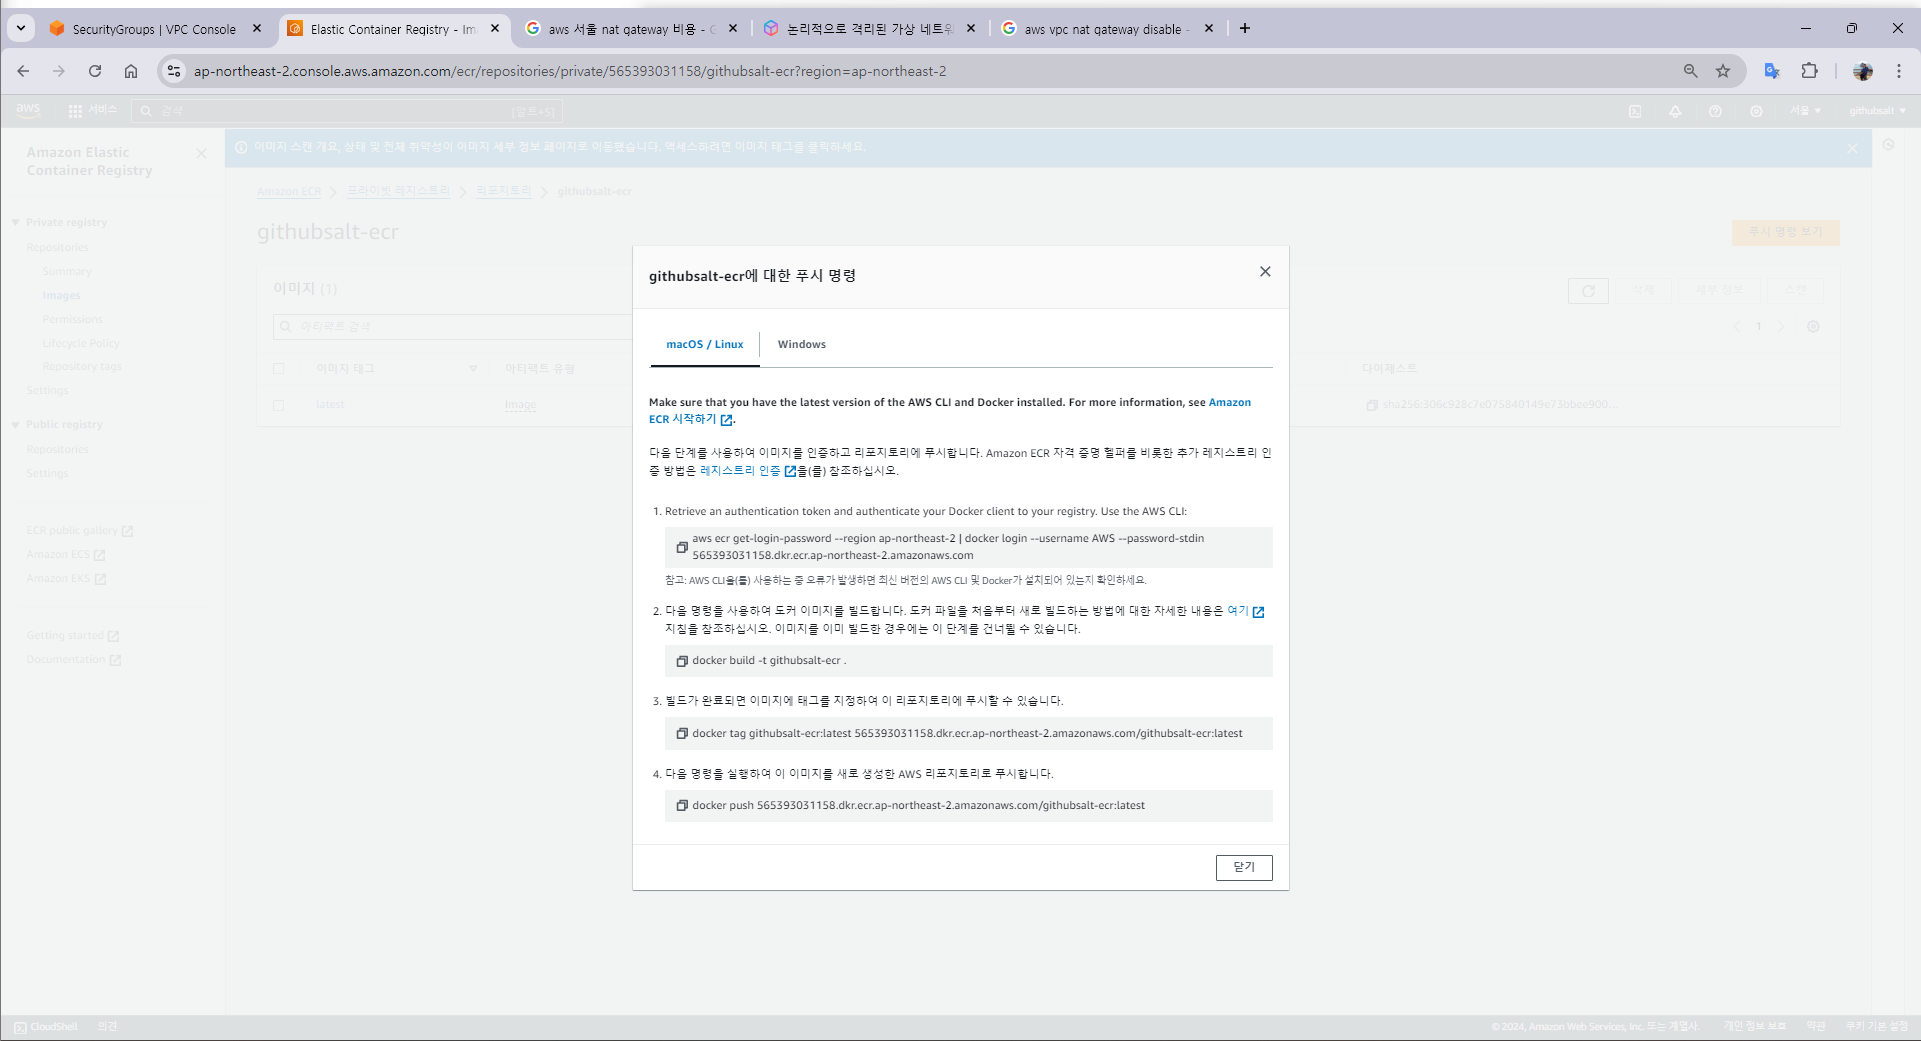 SecurityGroups | VPC Console
Elastic Container Registry - Im
aws 서울 nat gateway 비용 - G
논리적으로 격리된 가상 네트워
aws vpc nat gateway disable -
ap-northeast-2.console.aws.amazon.com/ecr/repositories/private/565393031158/githubsalt-ecr?region=ap-northeast-2
aws
서비스
검색
[알트+S]
서울
githubsalt
Amazon Elastic
Container Registry
이미지 스캔 개요, 상태 및 전체 취약성이 이미지 세부 정보 페이지로 이동했습니다. 액세스하려면 이미지 태그를 클릭하세요.
Amazon ECR
프라이빗 레지스트리
리포지토리
githubsalt-ecr
Private registry
Repositories
Summary
Images
Permissions
Lifecycle Policy
Repository tags
Settings
Public registry
Repositories
Settings
ECR public gallery
Amazon ECS
Amazon EKS
Getting started
Documentation
githubsalt-ecr
푸시 명령 보기
이미지 (1)
삭제
세부 정보
스캔
아티팩트 검색
1
이미지 태그
아티팩트 유형
다이제스트
latest
Image
sha256:306c928c7e075840149e73bbee900...
githubsalt-ecr에 대한 푸시 명령
macOS / Linux
Windows
Make sure that you have the latest version of the AWS CLI and Docker installed. For more information, see Amazon
ECR 시작하기 .
다음 단계를 사용하여 이미지를 인증하고 리포지토리에 푸시합니다. Amazon ECR 자격 증명 헬퍼를 비롯한 추가 레지스트리 인
증 방법은 레지스트리 인증 을(를) 참조하십시오.
1. Retrieve an authentication token and authenticate your Docker client to your registry. Use the AWS CLI:
aws ecr get-login-password --region ap-northeast-2 | docker login --username AWS --password-stdin
565393031158.dkr.ecr.ap-northeast-2.amazonaws.com
참고: AWS CLI을(를) 사용하는 중 오류가 발생하면 최신 버전의 AWS CLI 및 Docker가 설치되어 있는지 확인하세요.
2. 다음 명령을 사용하여 도커 이미지를 빌드합니다. 도커 파일을 처음부터 새로 빌드하는 방법에 대한 자세한 내용은 여기
지침을 참조하십시오. 이미지를 이미 빌드한 경우에는 이 단계를 건너뛸 수 있습니다.
docker build -t githubsalt-ecr .
3. 빌드가 완료되면 이미지에 태그를 지정하여 이 리포지토리에 푸시할 수 있습니다.
docker tag githubsalt-ecr:latest 565393031158.dkr.ecr.ap-northeast-2.amazonaws.com/githubsalt-ecr:latest
4. 다음 명령을 실행하여 이 이미지를 새로 생성한 AWS 리포지토리로 푸시합니다.
docker push 565393031158.dkr.ecr.ap-northeast-2.amazonaws.com/githubsalt-ecr:latest
닫기
CloudShell
의견
© 2024, Amazon Web Services, Inc. 또는 계열사.
개인 정보 보호
약관
쿠키 기본 설정